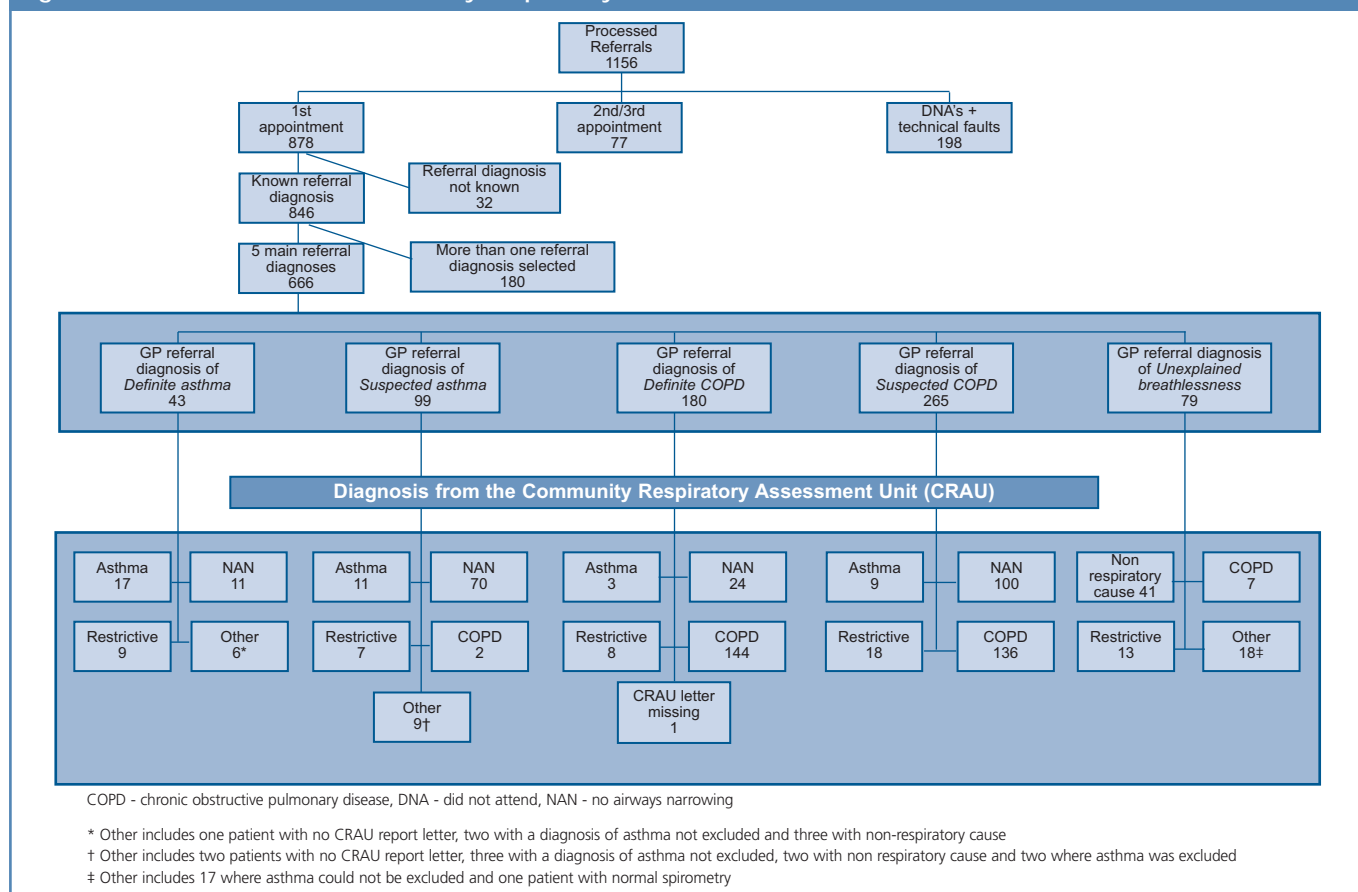 Processed
Referrals
1156
1st
appointment
878
2nd/3rd
appointment
77
DNA's +
technical faults
198
Known referral
diagnosis
846
Referral diagnosis
not known
32
5 main referral
diagnoses
666
More than one referral
diagnosis selected
180
GP referral
diagnosis of
Definite asthma
43
GP referral
diagnosis of
Suspected asthma
99
GP referral
diagnosis of
Definite COPD
180
GP referral
diagnosis of
Suspected COPD
265
GP referral diagnosis
of Unexplained
breathlessness
79
Diagnosis from the Community Respiratory Assessment Unit (CRAU)
Asthma
17
NAN
11
Restrictive
9
Other
6*
Asthma
11
NAN
70
Restrictive
7
COPD
2
Other
9†
Asthma
3
NAN
24
Restrictive
8
COPD
144
CRAU letter
missing
1
Asthma
9
NAN
100
Restrictive
18
COPD
136
Non
respiratory
cause 41
COPD
7
Restrictive
13
Other
18‡
COPD - chronic obstructive pulmonary disease, DNA - did not attend, NAN - no airways narrowing
* Other includes one patient with no CRAU report letter, two with a diagnosis of asthma not excluded and three with non-respiratory cause
† Other includes two patients with no CRAU report letter, three with a diagnosis of asthma not excluded, two with non respiratory cause and two where asthma was excluded
‡ Other includes 17 where asthma could not be excluded and one patient with normal spirometry